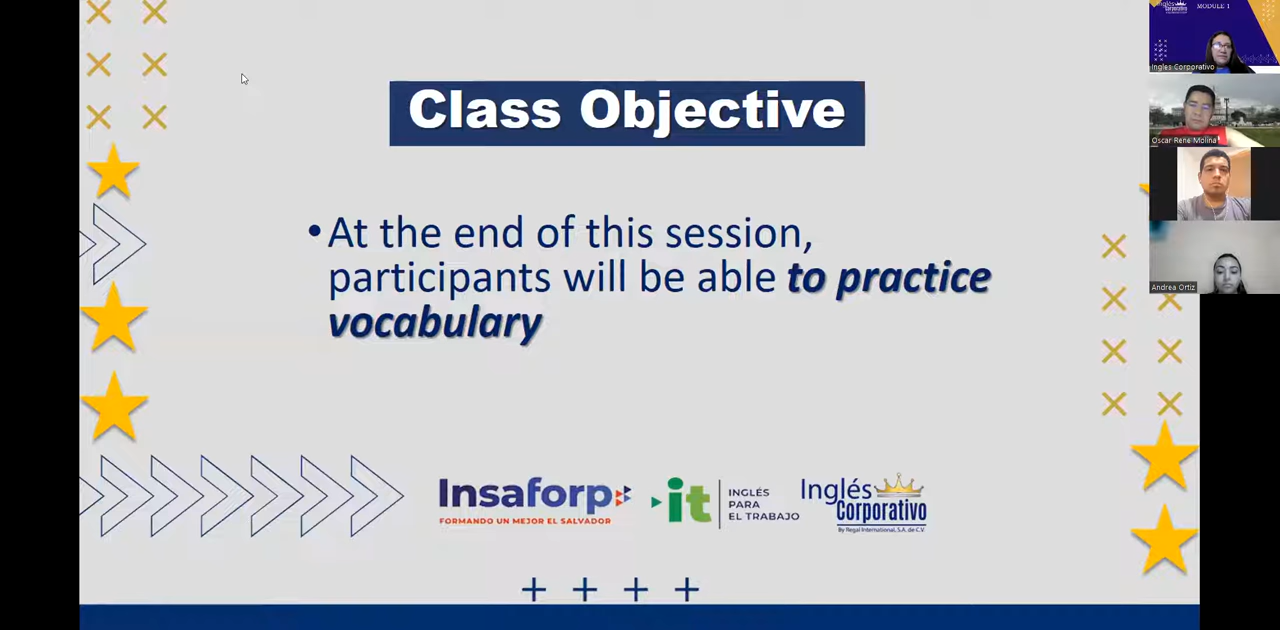 Class Objective
•At the end of this session,
participants will be able to practice
vocabulary
Insaforp
FORMANDO UN MEJOR EL SALVADOR
it
INGLÉS
PARA
EL TRABAJO
Inglés
Corporativo
By Regal International, S.A. de C.V.
MODULE 1
Inglés
Corporativo
Ingles Corporativo
Oscar Rene Molina
Andrea Ortiz